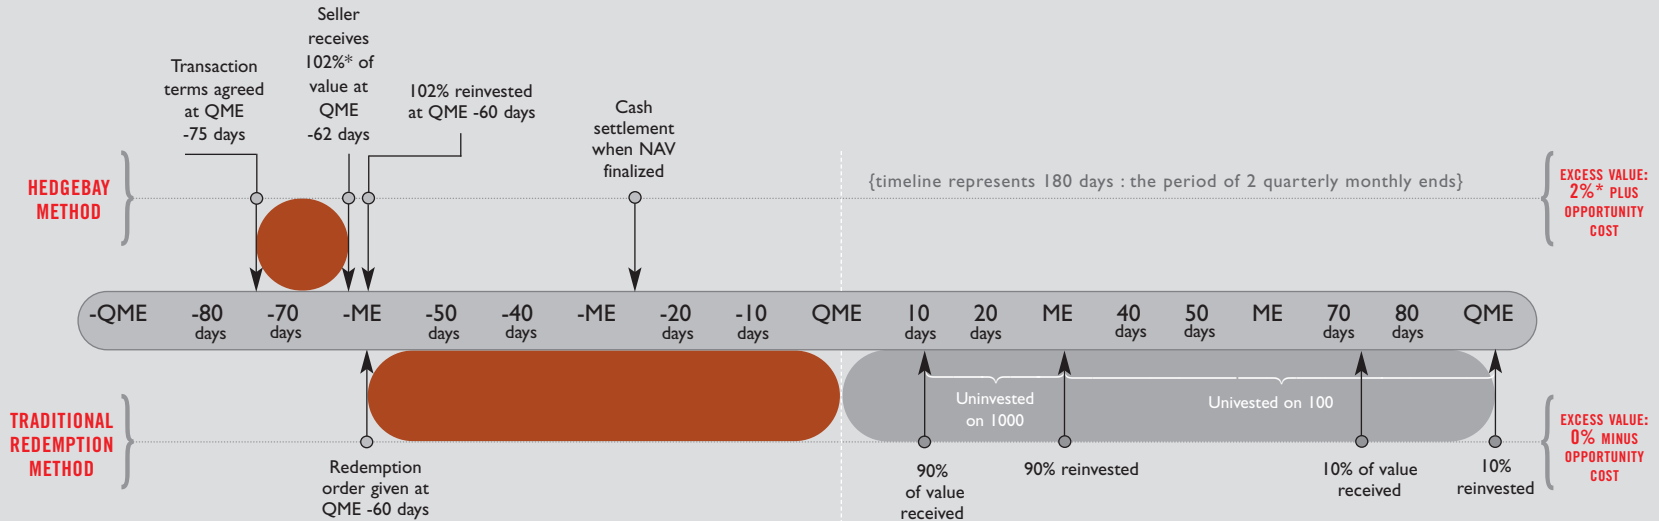 Seller
receives
102%* of
value at
QME
-62 days
Transaction
terms agreed
at QME
-75 days
102% reinvested
at QME -60 days
Cash
settlement
when NAV
finalized
HEDGEBAY
METHOD
{timeline represents 180 days : the period of 2 quarterly monthly ends}
EXCESS VALUE:
2%* PLUS
OPPORTUNITY
COST
-QME -80 -70 -ME -50 -40 -ME -20 -10 QME 10 20 ME 40 50 ME 70 80 QME
days days days days days days days days days days days days
Uninvested
on 1000
Univested on 100
TRADITIONAL
REDEMPTION
METHOD
EXCESS VALUE:
0% MINUS
OPPORTUNITY
COST
Redemption
order given at
QME -60 days
90%
of value
received
90% reinvested
10% of value
received
10%
reinvested